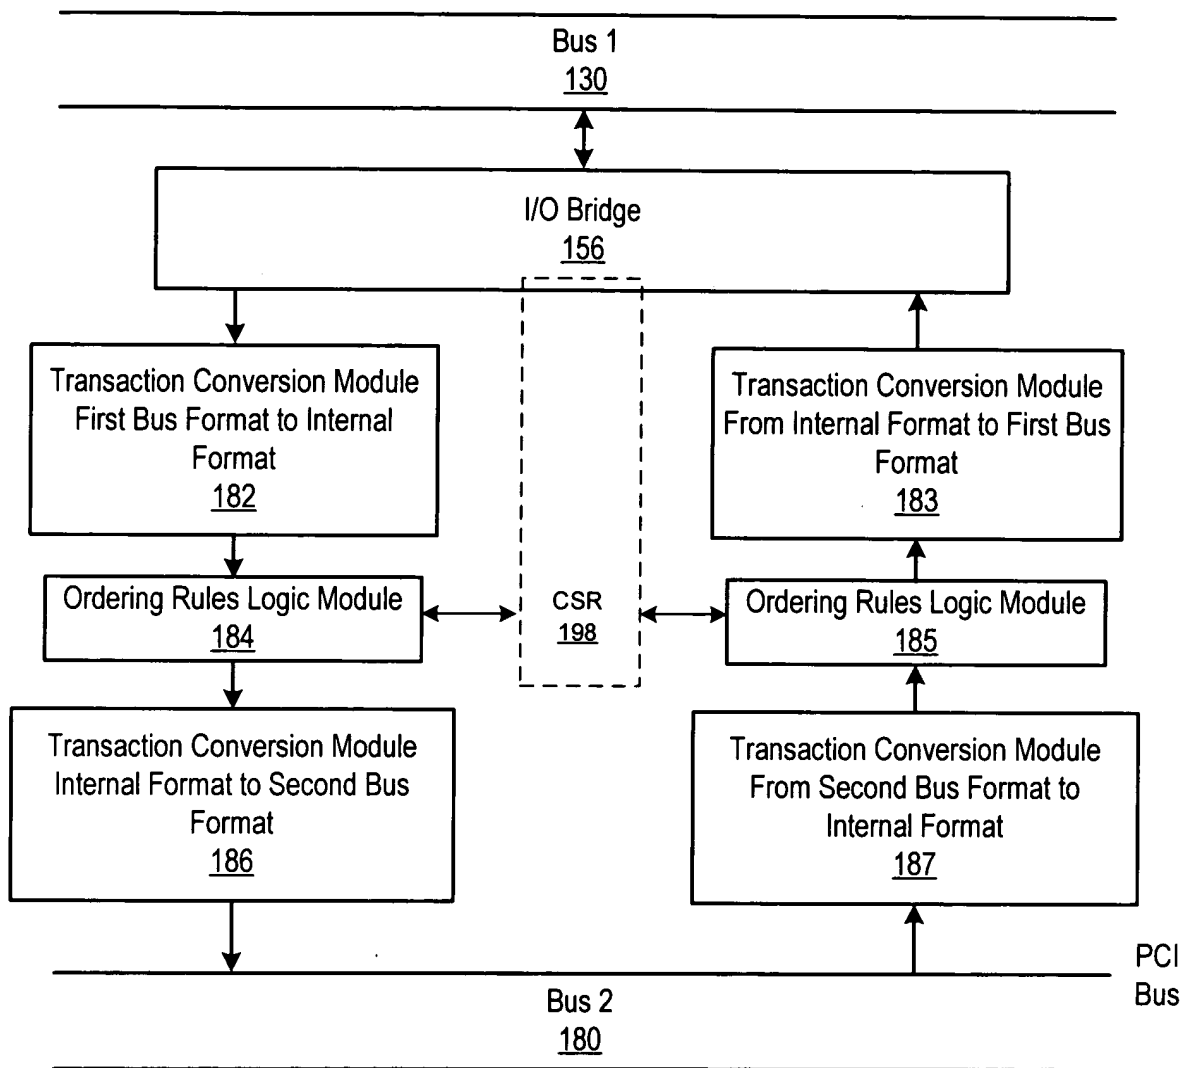 Bus 1
130
I/O Bridge
156
Transaction Conversion Module
First Bus Format to Internal
Format
182
Transaction Conversion Module
From Internal Format to First Bus
Format
183
Ordering Rules Logic Module
184
CSR
198
Ordering Rules Logic Module
185
Transaction Conversion Module
Internal Format to Second Bus
Format
186
Transaction Conversion Module
From Second Bus Format to
Internal Format
187
PCI
Bus
Bus 2
180